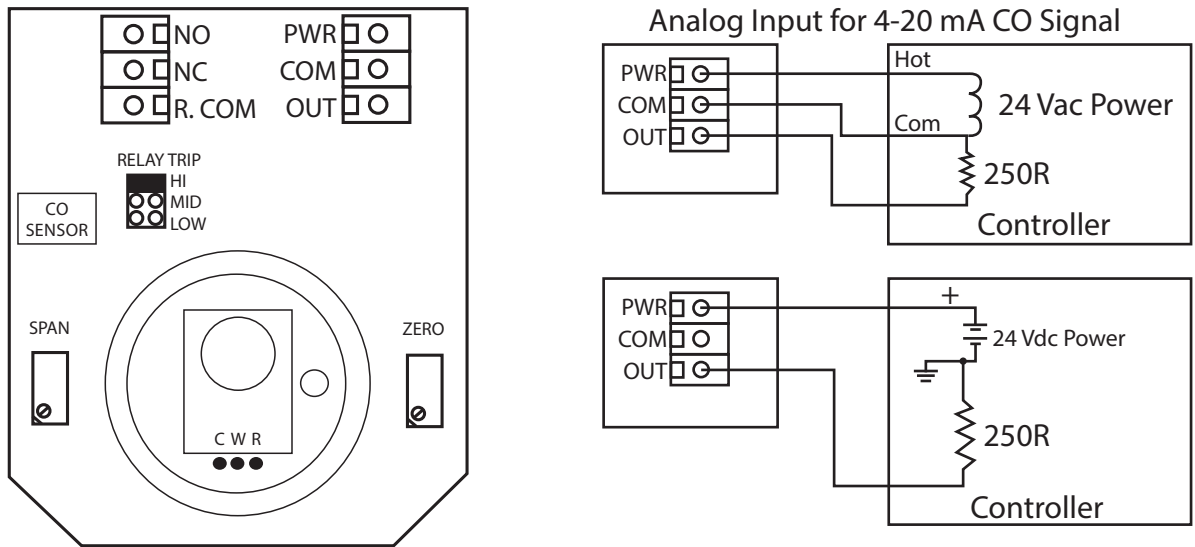 NO
NC
R. COM
PWR
COM
OUT
RELAY TRIP
HI
MID
LOW
CO
SENSOR
SPAN
ZERO
C W R
Analog Input for 4-20 mA CO Signal
PWR
COM
OUT
Hot
24 Vac Power
Com
250R
Controller
PWR
COM
OUT
+
24 Vdc Power
250R
Controller